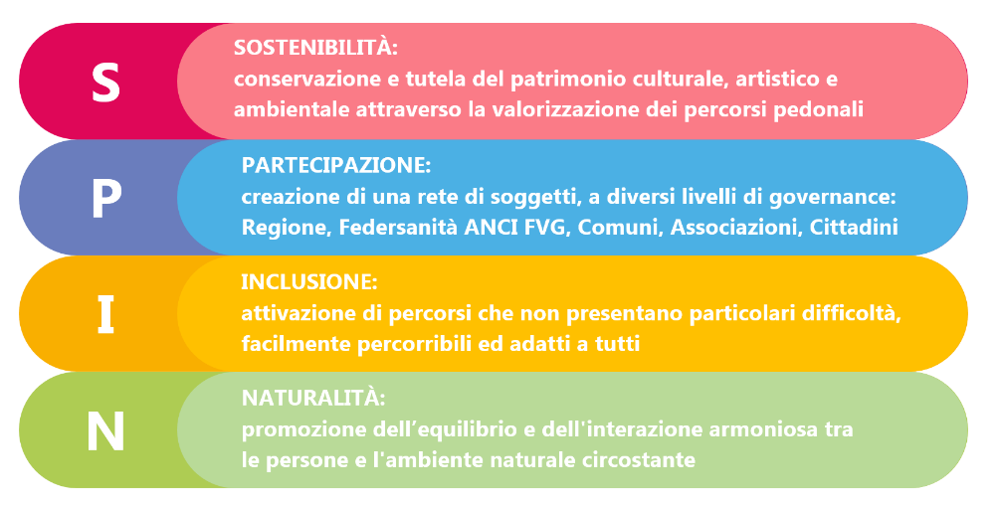 S
SOSTENIBILITÀ:
conservazione e tutela del patrimonio culturale, artistico e
ambientale attraverso la valorizzazione dei percorsi pedonali
P
PARTECIPAZIONE:
creazione di una rete di soggetti, a diversi livelli di governance:
Regione, Federsanità ANCI FVG, Comuni, Associazioni, Cittadini
I
INCLUSIONE:
attivazione di percorsi che non presentano particolari difficoltà,
facilmente percorribili ed adatti a tutti
N
NATURALITÀ:
promozione dell’equilibrio e dell'interazione armoniosa tra
le persone e l'ambiente naturale circostante